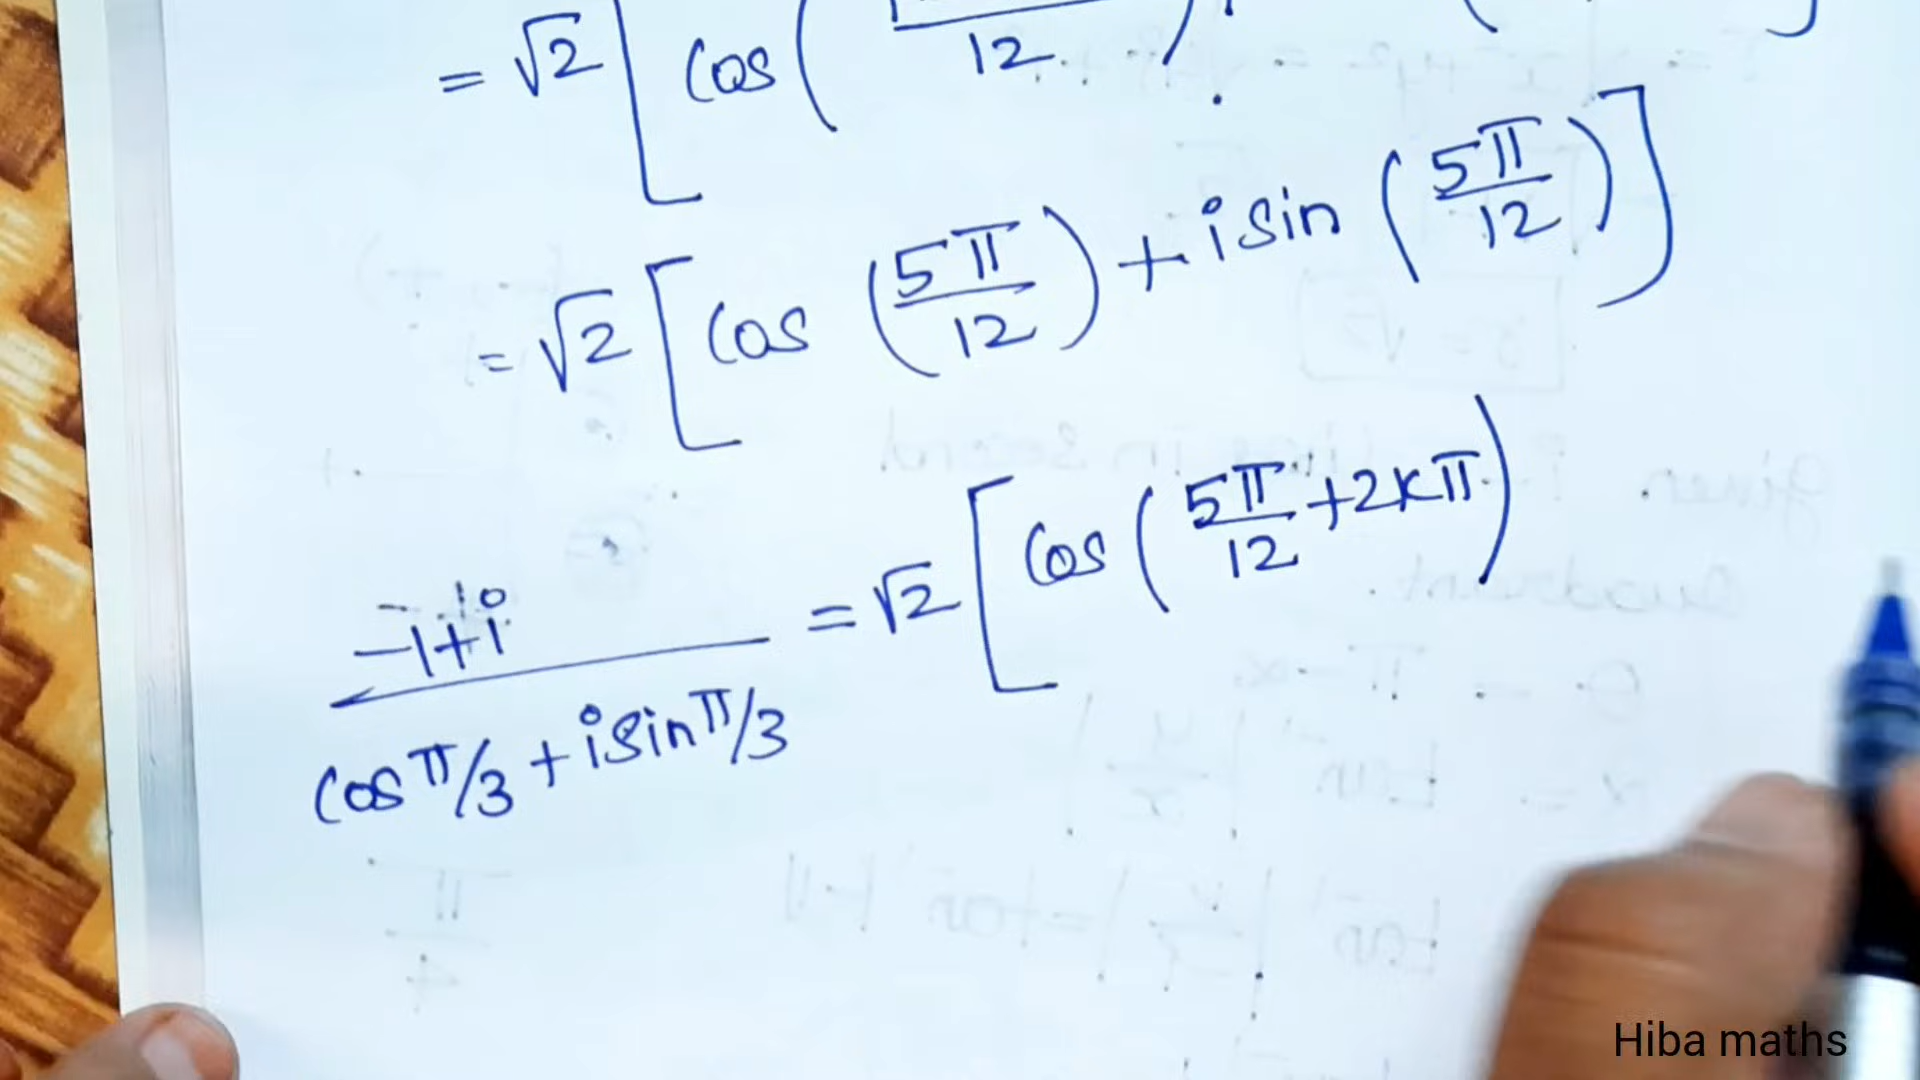 = √2 [ cos ( 12 )
= √2 [ cos (5π/12) + i sin (5π/12) ]
-1+i / cos π/3 + i sin π/3 = √2 [ cos (5π/12 + 2kπ)
Hiba maths